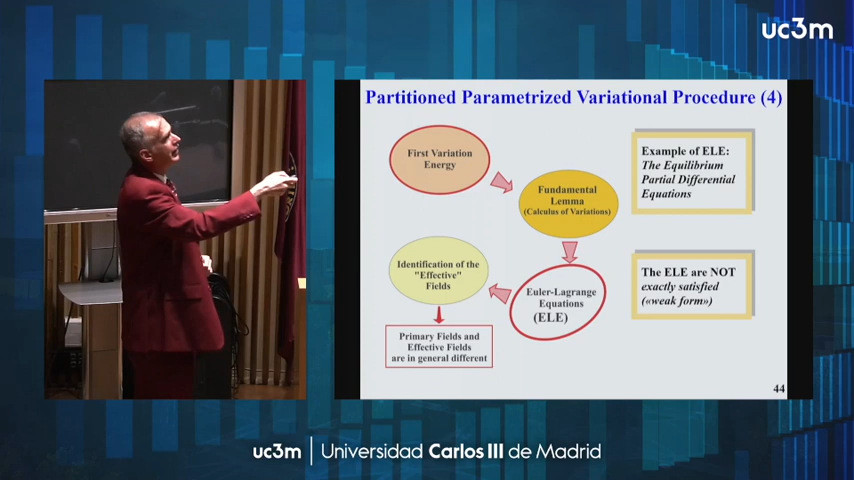 uc3m
Partitioned Parametrized Variational Procedure (4)
First Variation
Energy
Fundamental
Lemma
(Calculus of Variations)
Example of ELE:
The Equilibrium
Partial Differential
Equations
Identification of the
"Effective"
Fields
Euler-Lagrange
Equations
(ELE)
The ELE are NOT
exactly satisfied
(«weak form»)
Primary Fields and
Effective Fields
are in general different
44
uc3m | Universidad Carlos III de Madrid